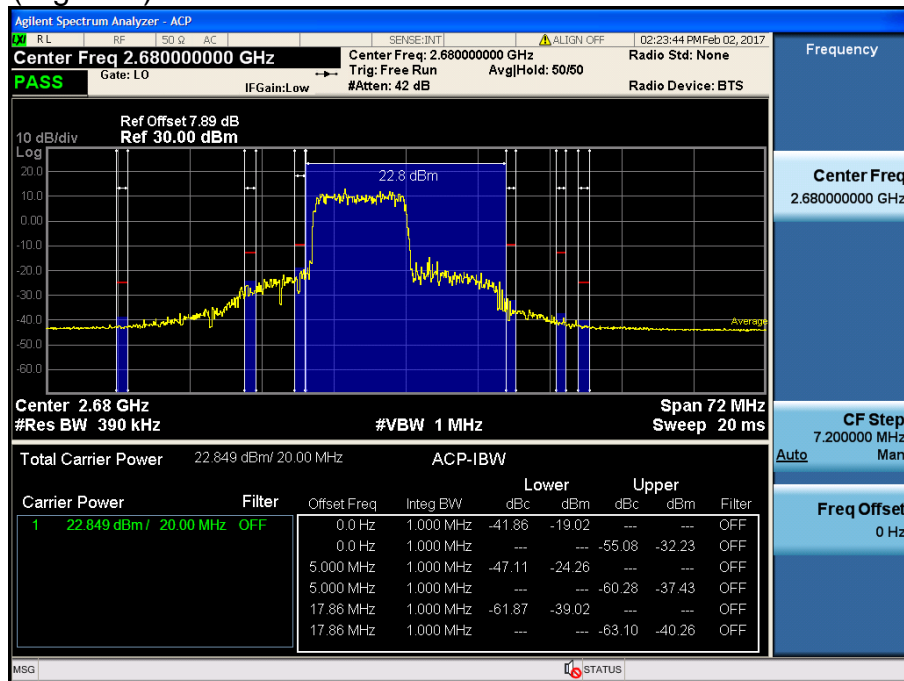 Agilent Spectrum Analyzer - ACP
LXI RL RF 50 Ω AC SENSE:INT ALIGN OFF 02:23:44 PMFeb 02, 2017
Center Freq 2.680000000 GHz
Center Freq: 2.680000000 GHz Radio Std: None
Gate: LO Trig: Free Run Avg|Hold: 50/50
PASS IFGain:Low #Atten: 42 dB Radio Device: BTS
Ref Offset 7.89 dB
10 dB/div Ref 30.00 dBm
Log
20.0
10.0
0.00
-10.0
-20.0
-30.0
-40.0
-50.0
-60.0
22.8 dBm
Average
Center 2.68 GHz Span 72 MHz
#Res BW 390 kHz #VBW 1 MHz Sweep 20 ms
Total Carrier Power 22.849 dBm/ 20.00 MHz ACP-IBW
Lower Upper
Carrier Power Filter Offset Freq Integ BW dBc dBm dBc dBm Filter
1 22.849 dBm / 20.00 MHz OFF 0.0 Hz 1.000 MHz -41.86 -19.02 --- --- OFF
0.0 Hz 1.000 MHz --- --- -55.08 -32.23 OFF
5.000 MHz 1.000 MHz -47.11 -24.26 --- --- OFF
5.000 MHz 1.000 MHz --- --- -60.28 -37.43 OFF
17.86 MHz 1.000 MHz -61.87 -39.02 --- --- OFF
17.86 MHz 1.000 MHz --- --- -63.10 -40.26 OFF
MSG STATUS
Frequency
Center Freq
2.680000000 GHz
CF Step
7.200000 MHz
Auto Man
Freq Offset
0 Hz